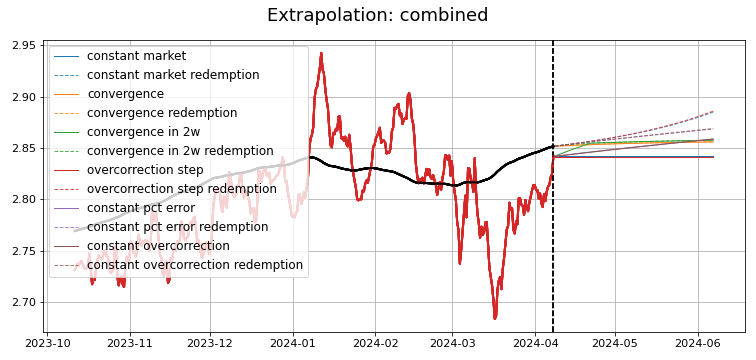 Extrapolation: combined
2.95
2.90
2.85
2.80
2.75
2.70
constant market
constant market redemption
convergence
convergence redemption
convergence in 2w
convergence in 2w redemption
overcorrection step
overcorrection step redemption
constant pct error
constant pct error redemption
constant overcorrection
constant overcorrection redemption
2023-10 2023-11 2023-12 2024-01 2024-02 2024-03 2024-04 2024-05 2024-06